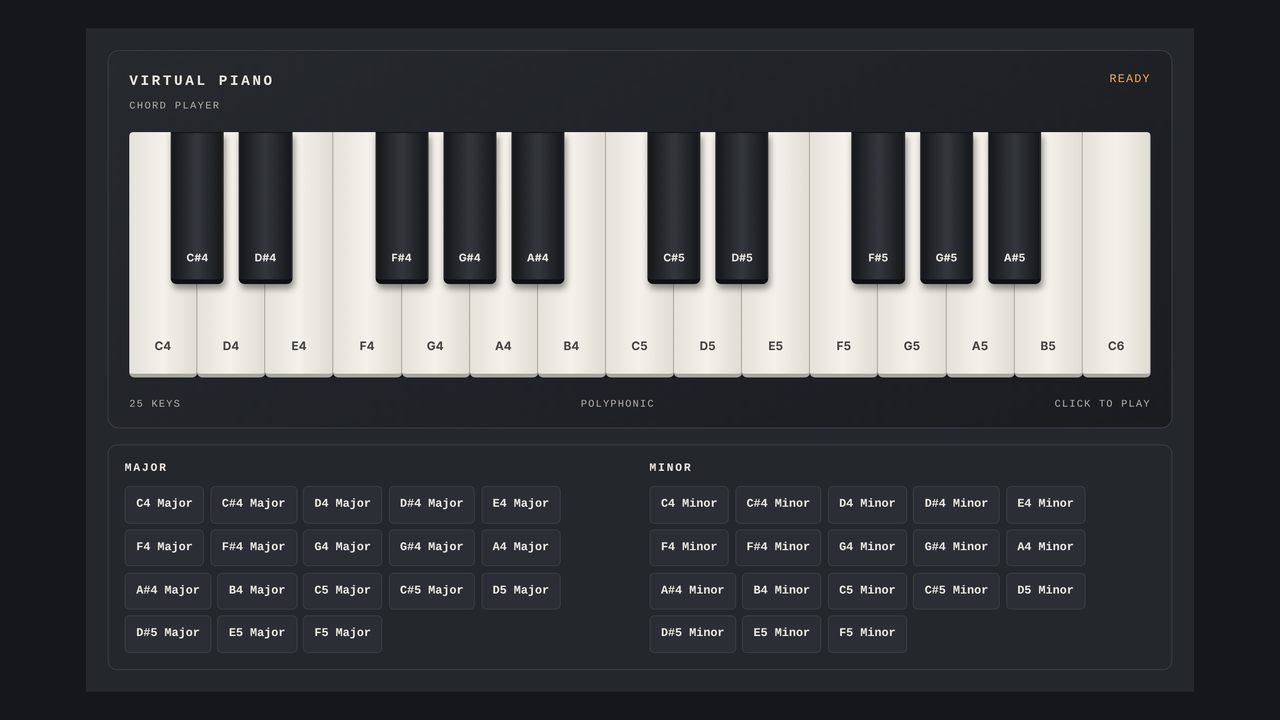 VIRTUAL PIANO
READY
CHORD PLAYER
C#4 D#4 F#4 G#4 A#4 C#5 D#5 F#5 G#5 A#5
C4 D4 E4 F4 G4 A4 B4 C5 D5 E5 F5 G5 A5 B5 C6
25 KEYS POLYPHONIC CLICK TO PLAY
MAJOR
C4 Major C#4 Major D4 Major D#4 Major E4 Major
F4 Major F#4 Major G4 Major G#4 Major A4 Major
A#4 Major B4 Major C5 Major C#5 Major D5 Major
D#5 Major E5 Major F5 Major
MINOR
C4 Minor C#4 Minor D4 Minor D#4 Minor E4 Minor
F4 Minor F#4 Minor G4 Minor G#4 Minor A4 Minor
A#4 Minor B4 Minor C5 Minor C#5 Minor D5 Minor
D#5 Minor E5 Minor F5 Minor